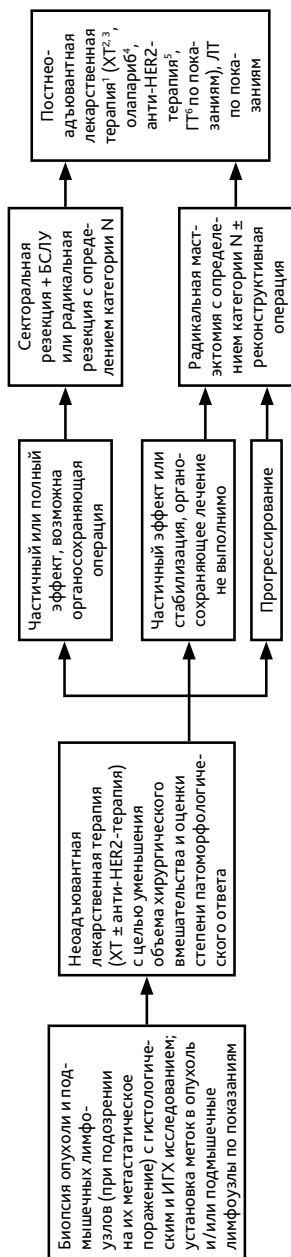 Биопсия опухоли и под-
мышечных лимфо-
узлов (при подозрении
на их метастатическое
поражение) с гистологиче-
ским и ИГХ исследованием;
установка меток в опухоль
и/или подмышечные
лимфоузлы по показаниям
Неоадъювантная
лекарственная терапия
(ХТ ± анти-HER2-терапия)
с целью уменьшения
объема хирургического
вмешательства и оценки
степени патоморфологиче-
ского ответа
Частичный или полный
эффект, возможна
органосохраняющая
операция
Частичный эффект или
стабилизация, органо-
сохраняющее лечение
не выполнимо
Прогрессирование
Секторальная
резекция + БСЛУ
или радикальная
резекция с опреде-
лением категории N
Радикальная маст-
эктомия с определе-
нием категории N ±
реконструктивная
операция
Постнео-
адъювантная
лекарственная
терапия¹ (ХТ²,³,
олапариб⁴,
анти-HER2-
терапия⁵,
ГТ⁶ по пока-
заниям), ЛТ
по пока-
заниям